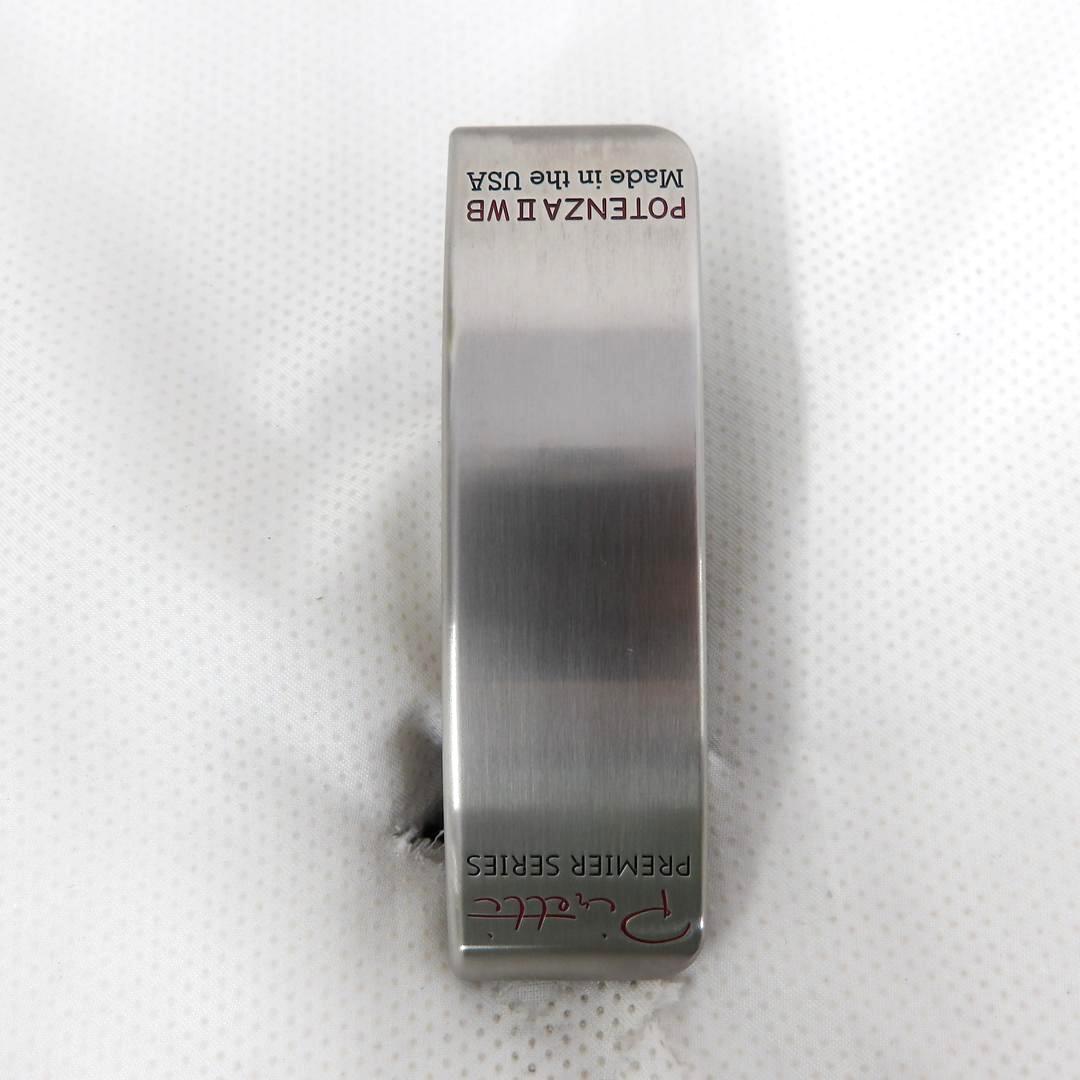 Piretti
PREMIER SERIES
POTENZA II WB
Made in the USA